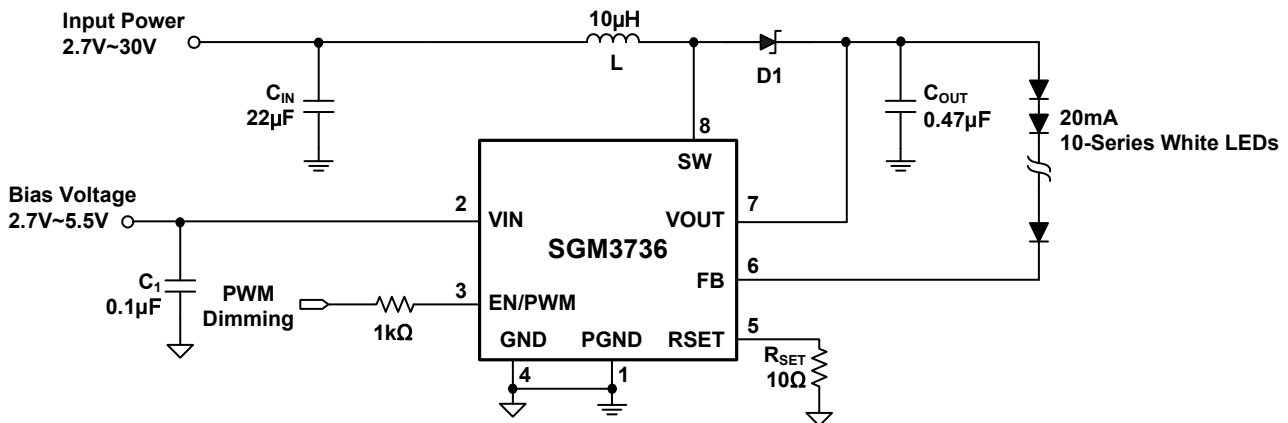 Input Power
2.7V~30V
10µH
L
D1
C_IN
22µF
C_OUT
0.47µF
20mA
10-Series White LEDs
8
SW
Bias Voltage
2.7V~5.5V
2
VIN
VOUT
7
SGM3736
FB
6
C_1
0.1µF
PWM
Dimming
1kΩ
3
EN/PWM
GND
PGND
RSET
5
R_SET
10Ω
4
1